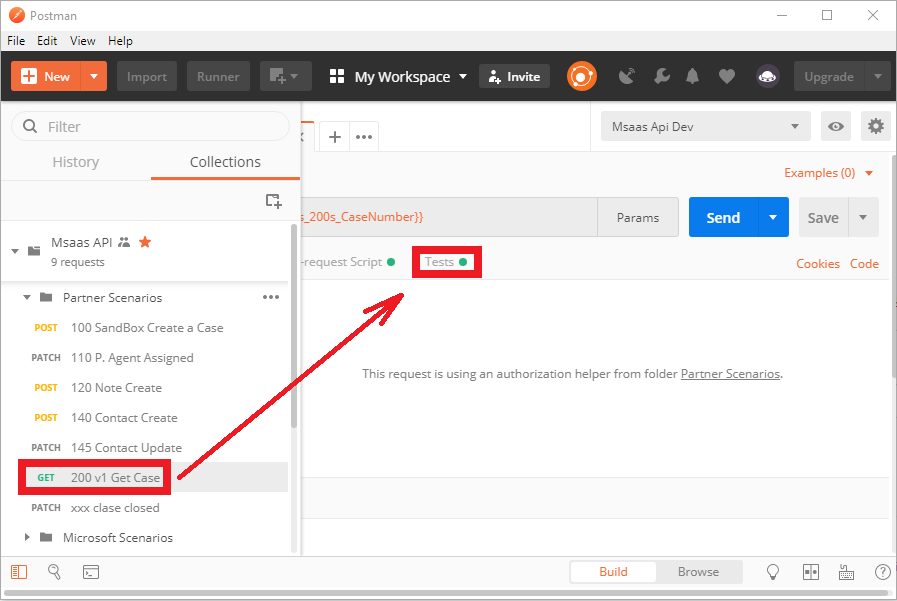 Postman
File Edit View Help
New Import Runner My Workspace Invite Upgrade
Filter
History Collections
Msaas Api Dev
Examples (0)
s_200s_CaseNumber}} Params Send Save
-request Script Tests Cookies Code
Msaas API
9 requests
Partner Scenarios
POST 100 SandBox Create a Case
PATCH 110 P. Agent Assigned
POST 120 Note Create
POST 140 Contact Create
PATCH 145 Contact Update
GET 200 v1 Get Case
PATCH xxx clase closed
Microsoft Scenarios
This request is using an authorization helper from folder Partner Scenarios.
Build Browse